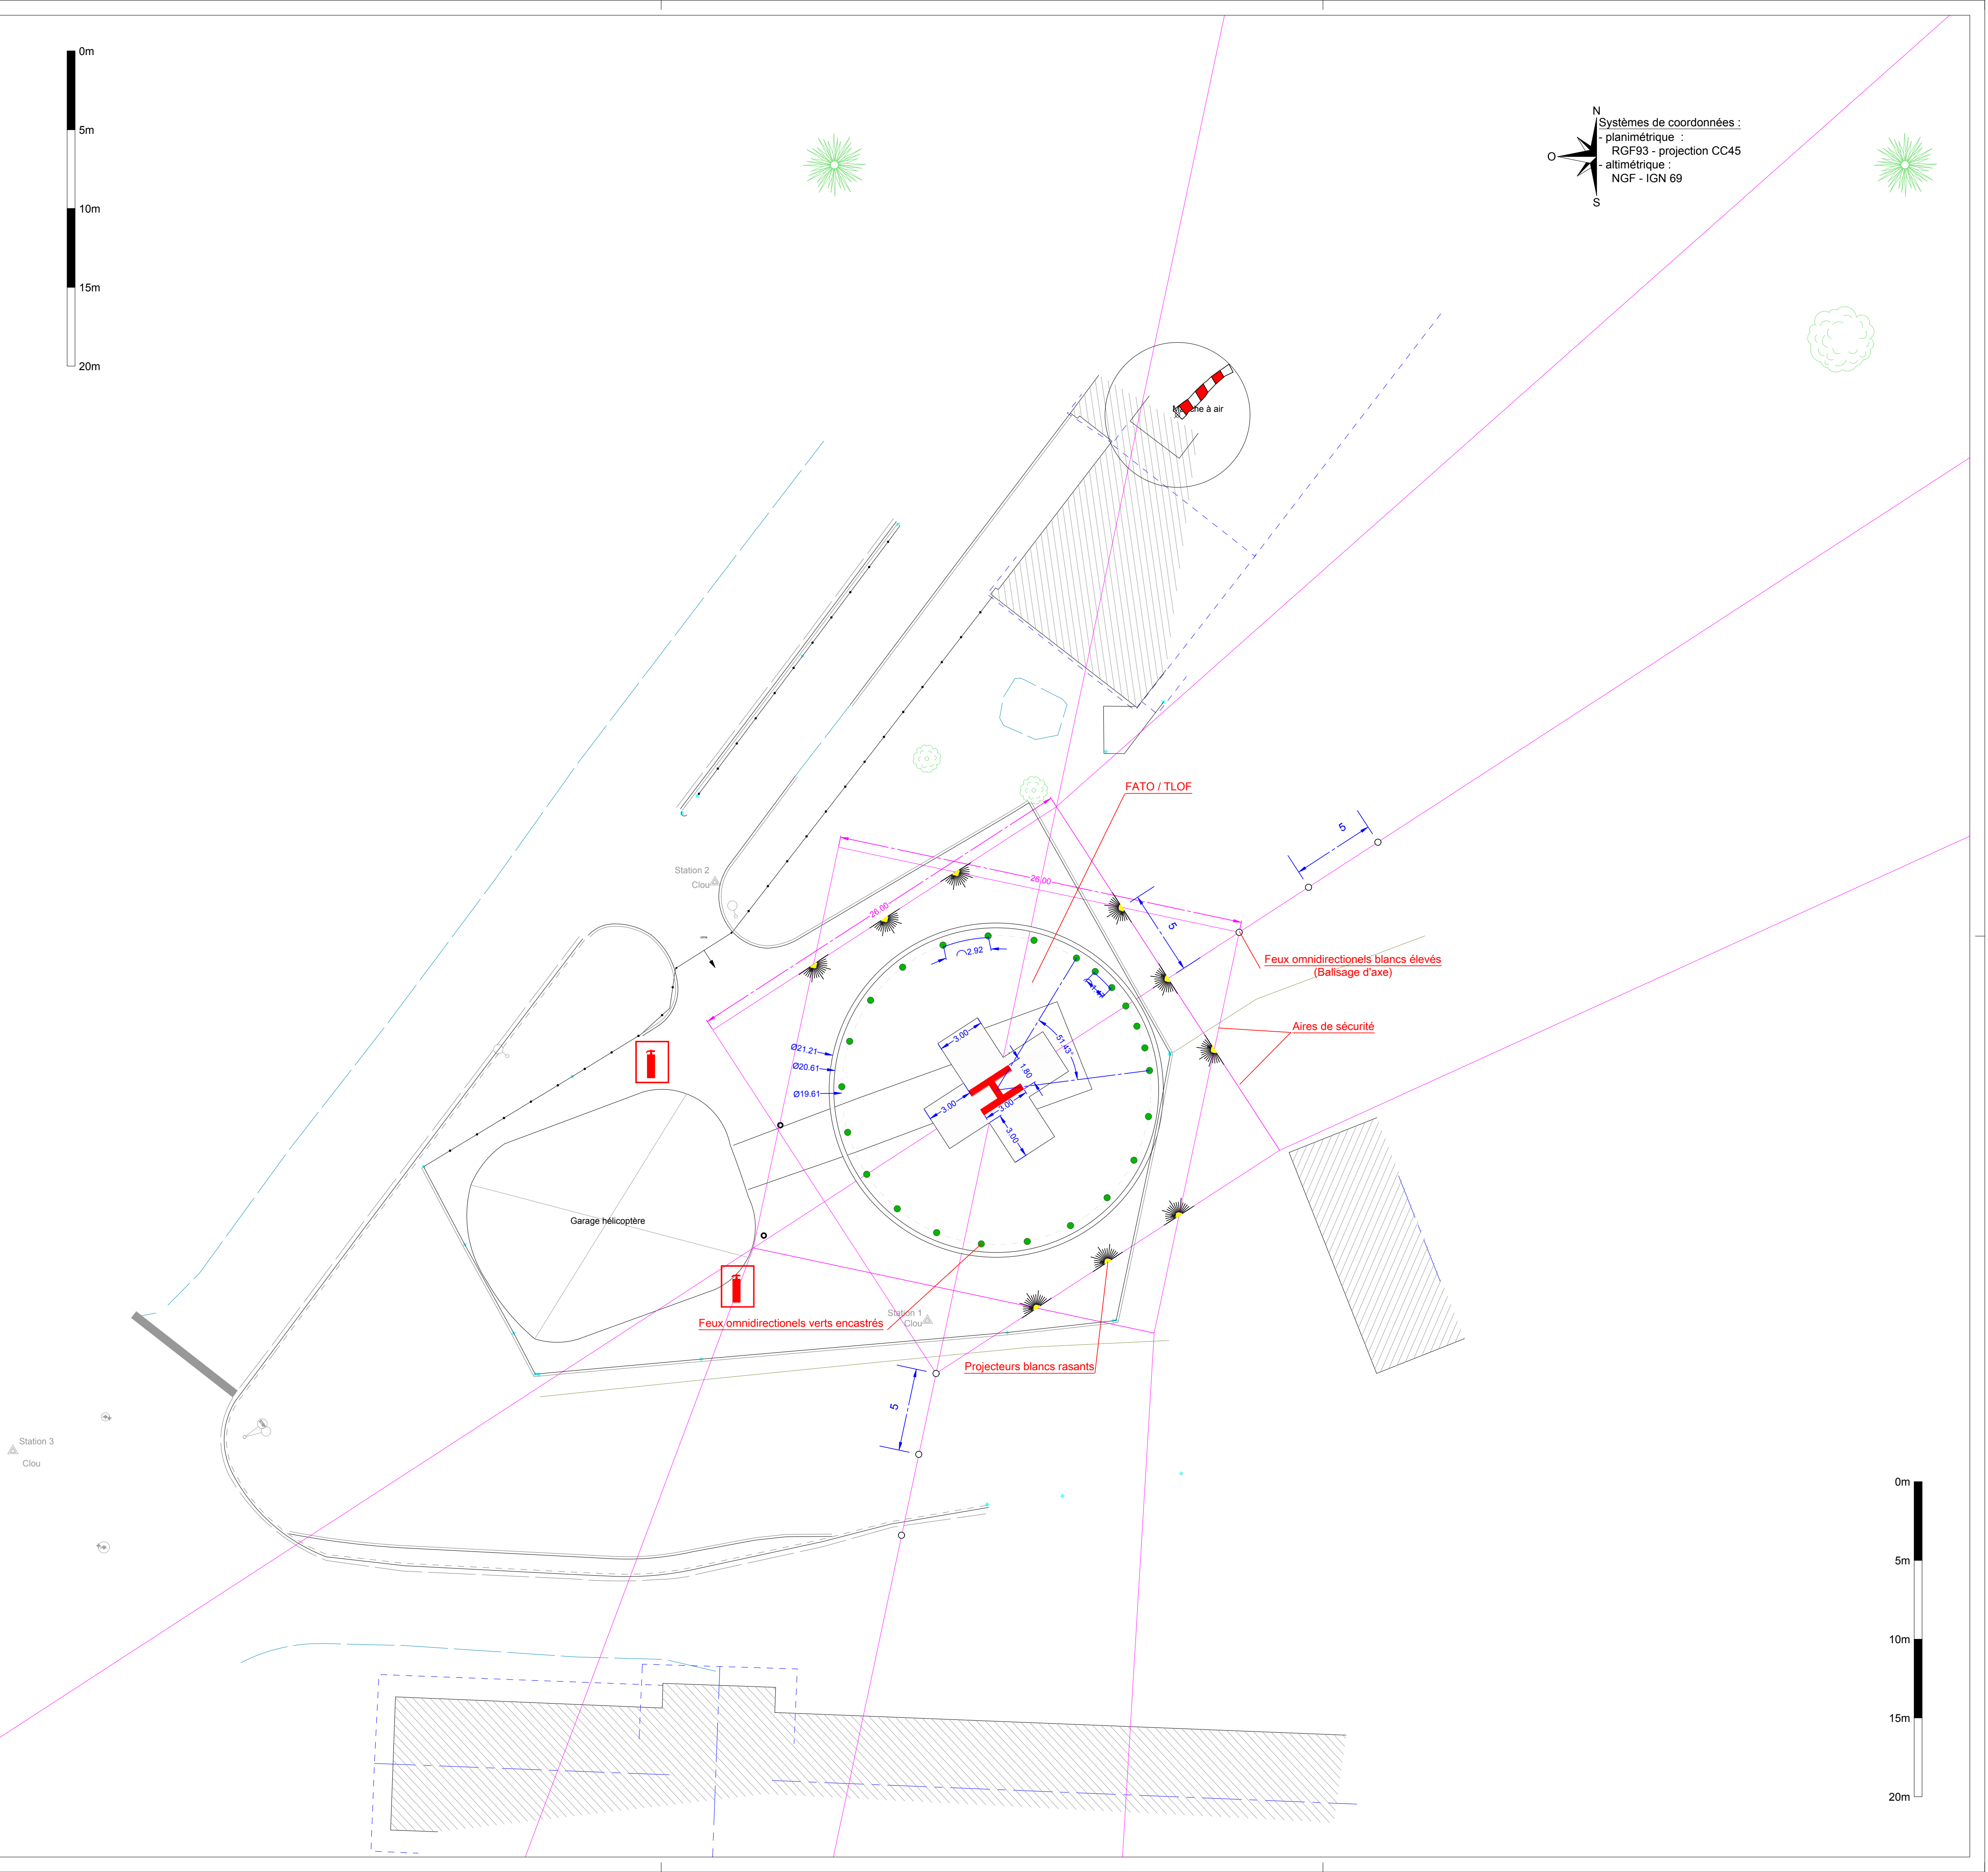 0m
5m
10m
15m
20m
N
O
S
Systèmes de coordonnées :
- planimétrique :
RGF93 - projection CC45
- altimétrique :
NGF - IGN 69
Manche à air
FATO / TLOF
5
Station 2
Clou
26.00
26.00
5
Feux omnidirectionels blancs élevés
(Balisage d'axe)
2.92
Aires de sécurité
3.00
51.43°
1.80
Ø21.21
Ø20.61
Ø19.61
3.00
3.00
3.00
Garage hélicoptère
Station 1
Clou
Feux omnidirectionels verts encastrés
Projecteurs blancs rasants
5
Station 3
Clou
0m
5m
10m
15m
20m